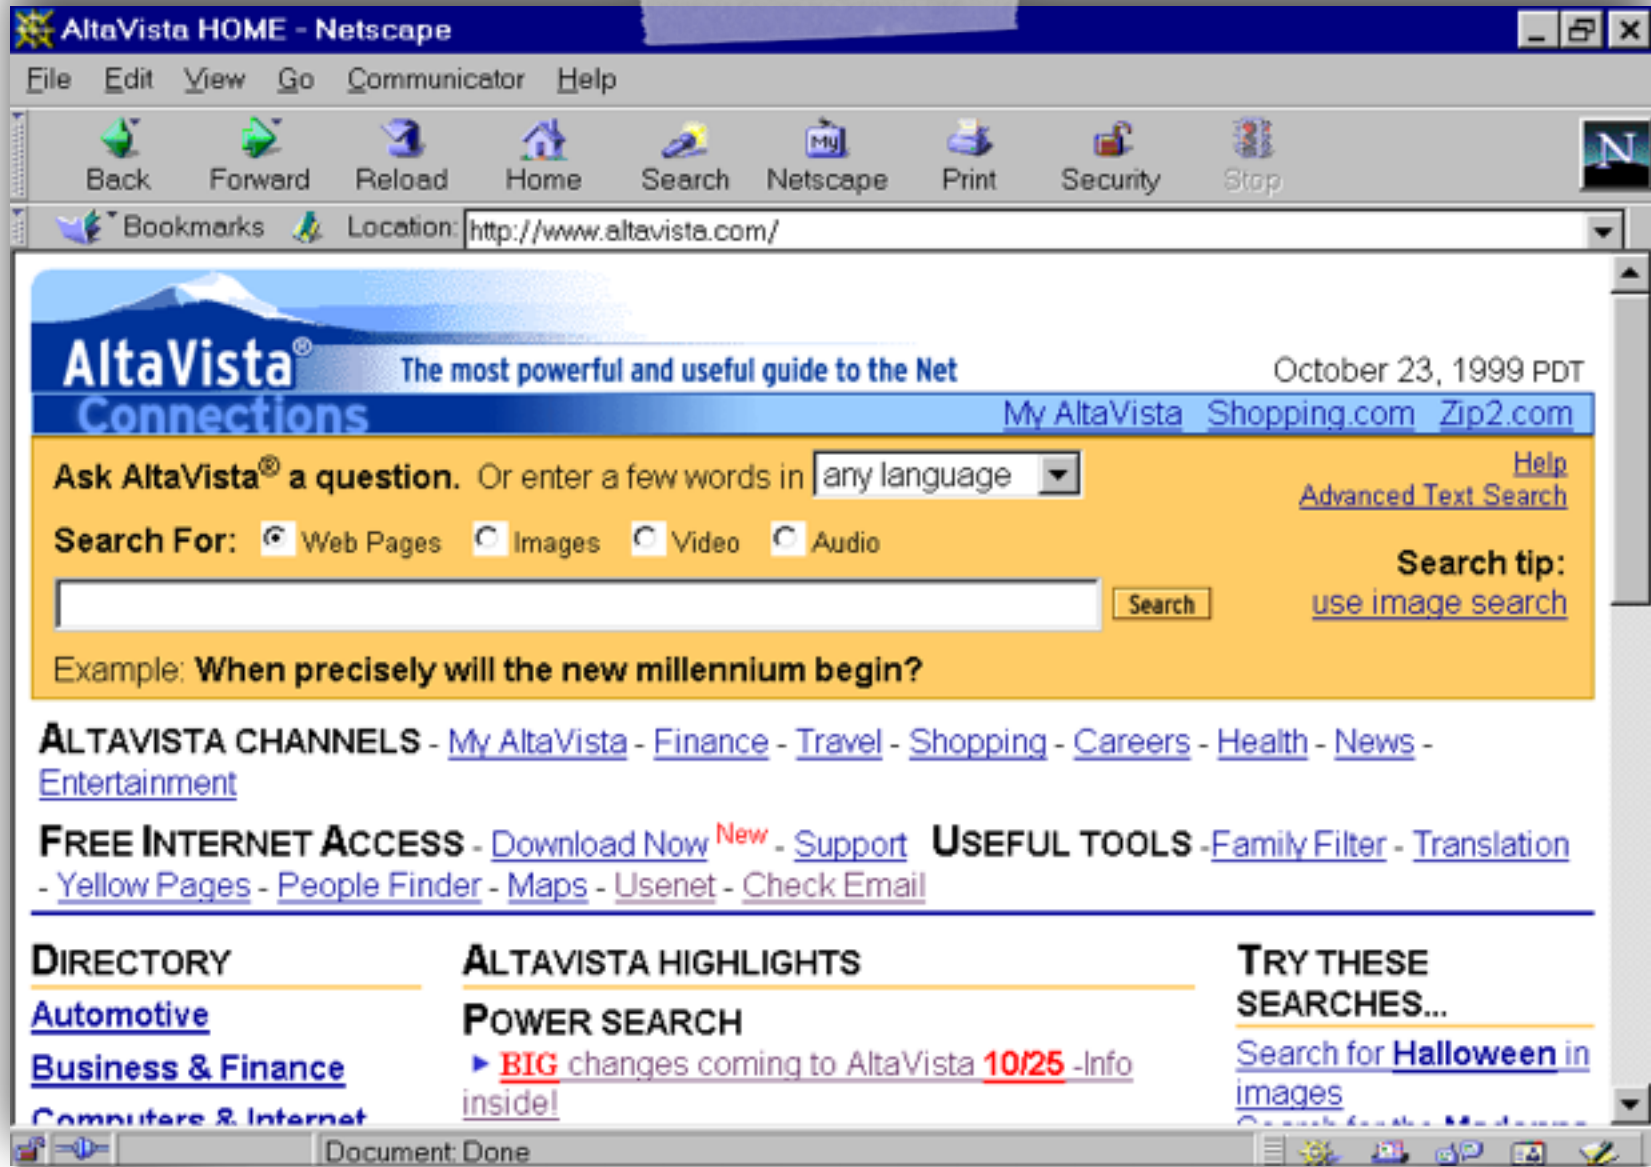 AltaVista HOME - Netscape
File Edit View Go Communicator Help
Back Forward Reload Home Search Netscape Print Security Stop
My
N
Bookmarks Location: http://www.altavista.com/
AltaVista® The most powerful and useful guide to the Net October 23, 1999 PDT
Connections My AltaVista Shopping.com Zip2.com
Ask AltaVista® a question. Or enter a few words in any language Help
Advanced Text Search
Search For: Web Pages Images Video Audio
Search tip:
Search use image search
Example: When precisely will the new millennium begin?
ALTAVISTA CHANNELS - My AltaVista - Finance - Travel - Shopping - Careers - Health - News -
Entertainment
FREE INTERNET ACCESS - Download Now New - Support USEFUL TOOLS -Family Filter - Translation
- Yellow Pages - People Finder - Maps - Usenet - Check Email
DIRECTORY
Automotive
Business & Finance
Computers & Internet
ALTAVISTA HIGHLIGHTS
POWER SEARCH
BIG changes coming to AltaVista 10/25 -Info
inside!
TRY THESE
SEARCHES...
Search for Halloween in
images
Search for the
Document: Done